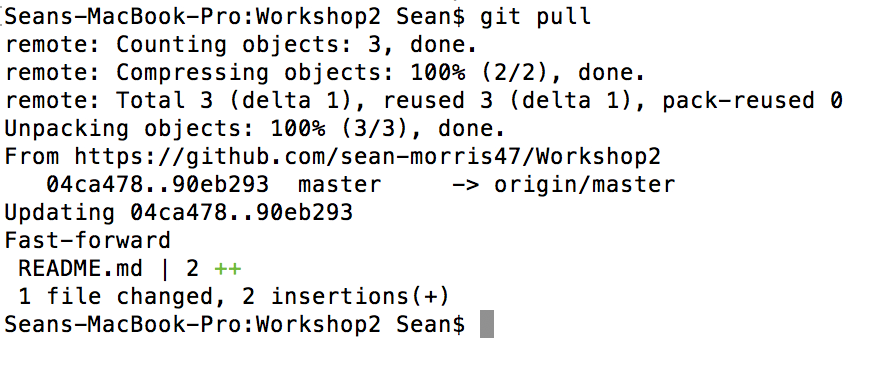 Seans-MacBook-Pro:Workshop2 Sean$ git pull
remote: Counting objects: 3, done.
remote: Compressing objects: 100% (2/2), done.
remote: Total 3 (delta 1), reused 3 (delta 1), pack-reused 0
Unpacking objects: 100% (3/3), done.
From https://github.com/sean-morris47/Workshop2
   04ca478..90eb293  master     -> origin/master
Updating 04ca478..90eb293
Fast-forward
 README.md | 2 ++
 1 file changed, 2 insertions(+)
Seans-MacBook-Pro:Workshop2 Sean$